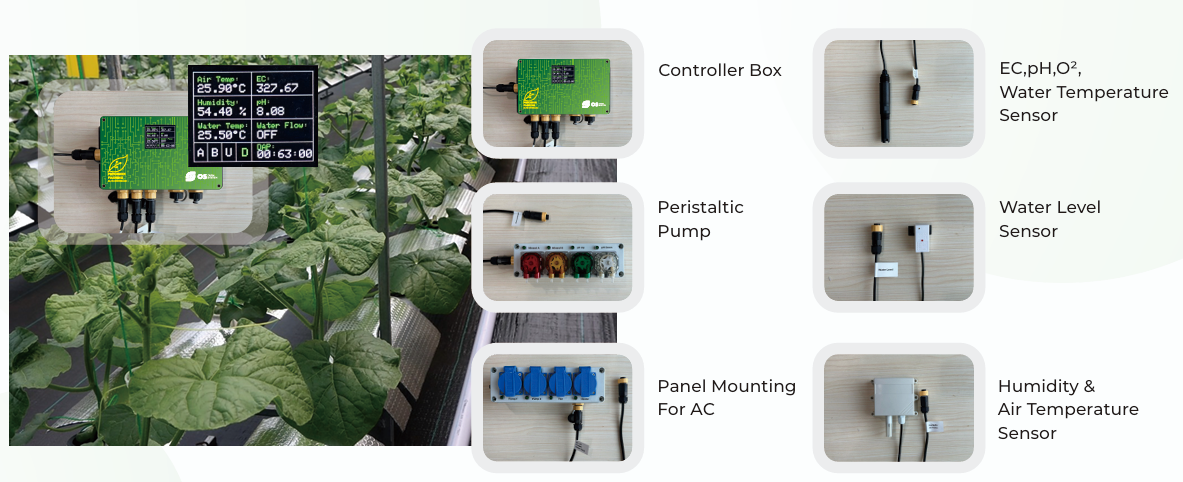 Air Temp:
25.90°C
EC:
327.67
Humidity:
54.40 %
pH:
8.08
Water Temp:
25.50°C
Water Flow:
OFF
A B U D
DAP:
00:63:00
OS
Controller Box
EC,pH,O²,
Water Temperature
Sensor
Peristaltic
Pump
Water Level
Sensor
Panel Mounting
For AC
Humidity &
Air Temperature
Sensor